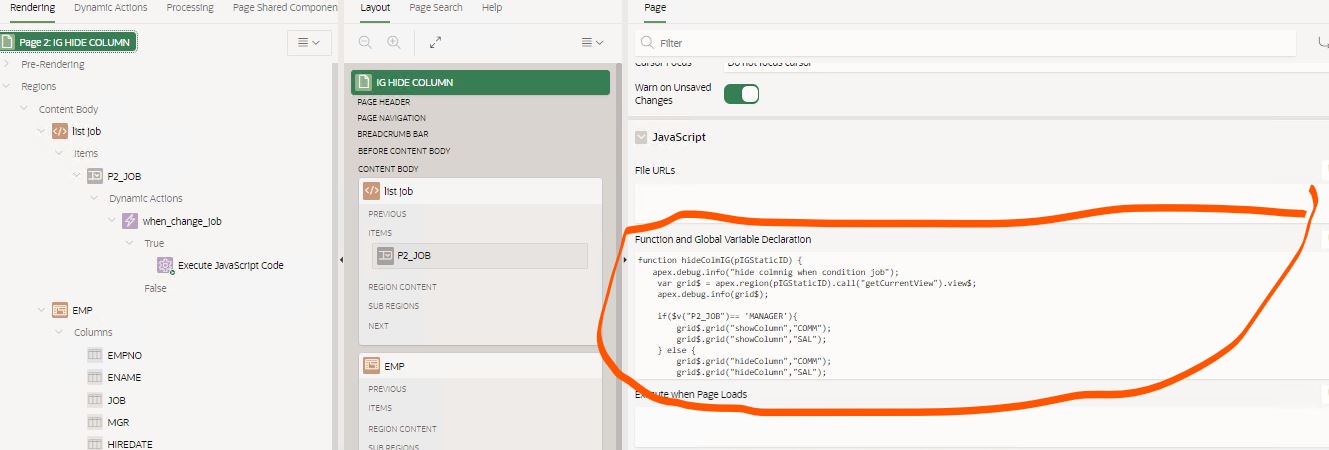 Rendering
Dynamic Actions
Processing
Page Shared Componen
Page 2: IG HIDE COLUMN
Pre-Rendering
Regions
Content Body
list job
Items
P2_JOB
Dynamic Actions
when_change_job
True
Execute JavaScript Code
False
EMP
Columns
EMPNO
ENAME
JOB
MGR
HIREDATE
Layout
Page Search
Help
IG HIDE COLUMN
PAGE HEADER
PAGE NAVIGATION
BREADCRUMB BAR
BEFORE CONTENT BODY
CONTENT BODY
list job
PREVIOUS
ITEMS
P2_JOB
REGION CONTENT
SUB REGIONS
NEXT
EMP
PREVIOUS
ITEMS
REGION CONTENT
SUB REGIONS
Page
Filter
Cursor Focus
Do not focus cursor
Warn on Unsaved
Changes
JavaScript
File URLs
Function and Global Variable Declaration
function hideColmIG(pIGStaticID) {
apex.debug.info("hide colmnig when condition job");
var grid$ = apex.region(pIGStaticID).call("getCurrentView").view$;
apex.debug.info(grid$);
if($v("P2_JOB")== 'MANAGER'){
grid$.grid("showColumn","COMM");
grid$.grid("showColumn","SAL");
} else {
grid$.grid("hideColumn","COMM");
grid$.grid("hideColumn","SAL");
Execute when Page Loads